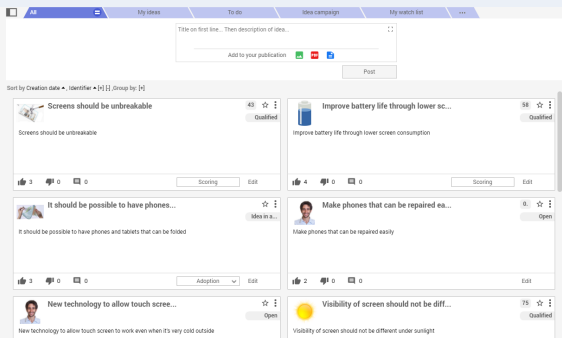 All
My ideas
To do
Idea campaign
My watch list
...
Title on first line... Then description of idea...
Add to your publication
PDF
Post
Sort by Creation date ▲, Identifier ▲ [+] [-] ,Group by: [+]
Screens should be unbreakable
43
Qualified
Screens should be unbreakable
3 0 0
Scoring
Edit
Improve battery life through lower sc...
58
Qualified
Improve battery life through lower screen consumption
4 0 0
Scoring
Edit
It should be possible to have phones...
Idea in a...
It should be possible to have phones and tablets that can be folded
3 0 0
Adoption
Edit
Make phones that can be repaired ea...
0.
Open
Make phones that can be repaired easily
2 0 0
Edit
New technology to allow touch scree...
Open
New technology to allow touch screen to work even when it's very cold outside
Visibility of screen should not be diff...
75
Qualified
Visibility of screen should not be different under sunlight